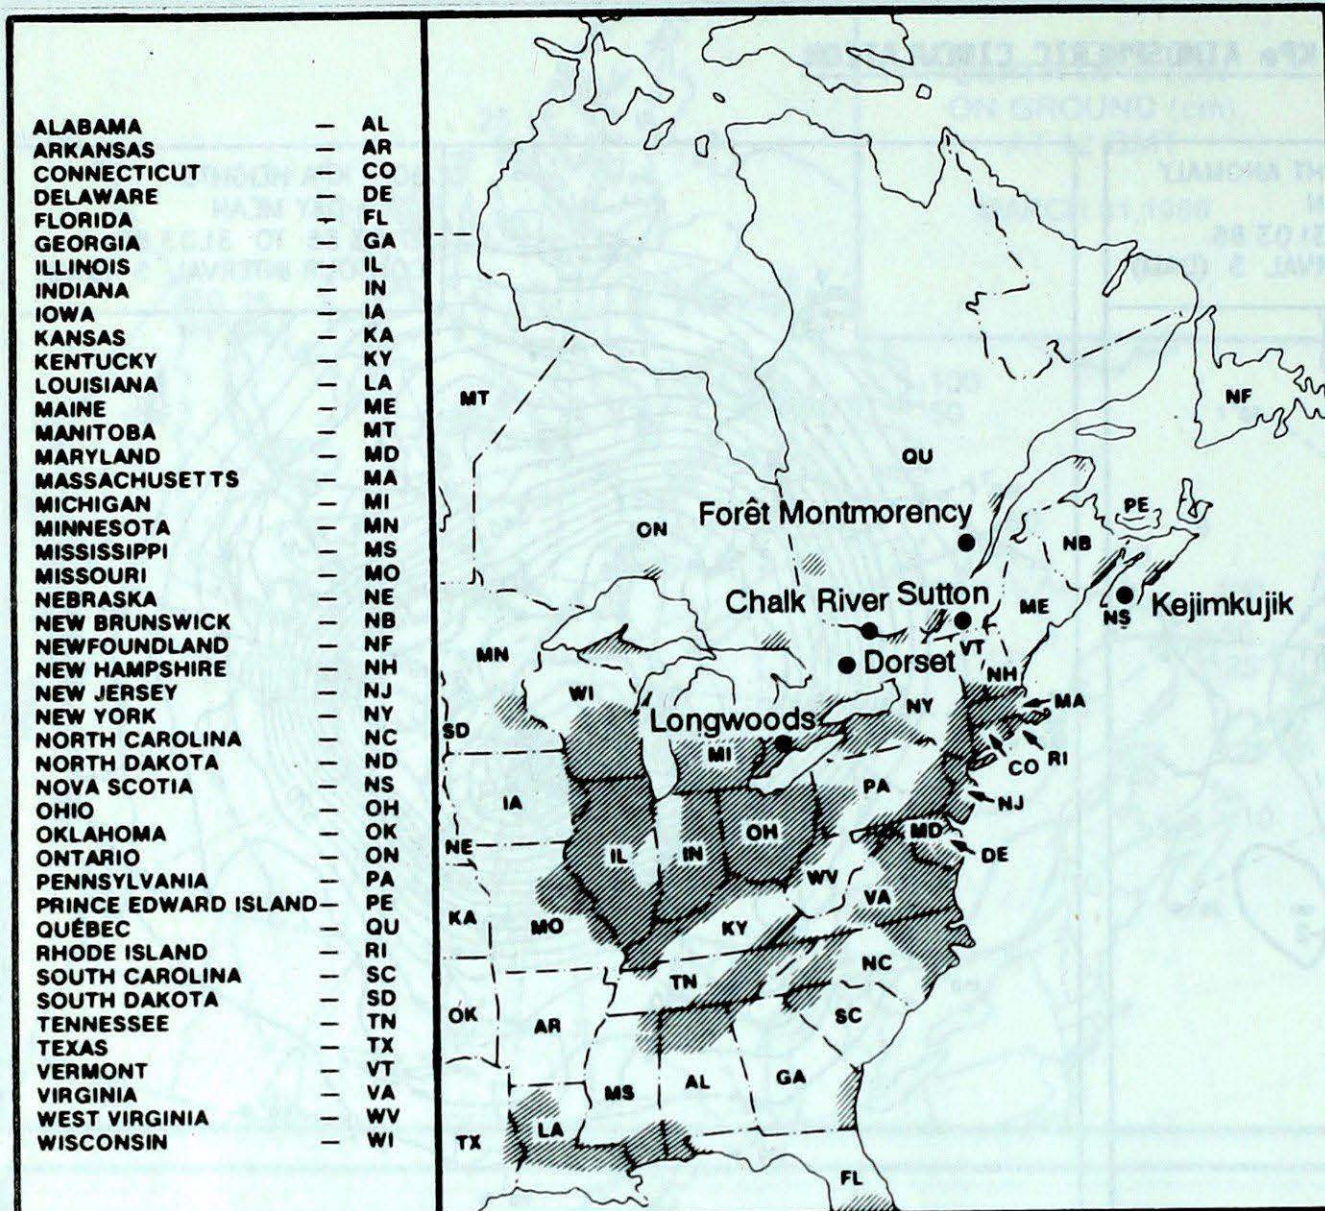 ALABAMA — AL
ARKANSAS — AR
CONNECTICUT — CO
DELAWARE — DE
FLORIDA — FL
GEORGIA — GA
ILLINOIS — IL
INDIANA — IN
IOWA — IA
KANSAS — KA
KENTUCKY — KY
LOUISIANA — LA
MAINE — ME
MANITOBA — MT
MARYLAND — MD
MASSACHUSETTS — MA
MICHIGAN — MI
MINNESOTA — MN
MISSISSIPPI — MS
MISSOURI — MO
NEBRASKA — NE
NEW BRUNSWICK — NB
NEWFOUNDLAND — NF
NEW HAMPSHIRE — NH
NEW JERSEY — NJ
NEW YORK — NY
NORTH CAROLINA — NC
NORTH DAKOTA — ND
NOVA SCOTIA — NS
OHIO — OH
OKLAHOMA — OK
ONTARIO — ON
PENNSYLVANIA — PA
PRINCE EDWARD ISLAND — PE
QUÉBEC — QU
RHODE ISLAND — RI
SOUTH CAROLINA — SC
SOUTH DAKOTA — SD
TENNESSEE — TN
TEXAS — TX
VERMONT — VT
VIRGINIA — VA
WEST VIRGINIA — WV
WISCONSIN — WI
MT
NF
QU
PE
Forêt Montmorency
ON
NB
Chalk River
Sutton
ME
NS
Kejimkujik
VT
MN
Dorset
NH
WI
NY
MA
Longwoods
SD
MI
RI
CO
IA
PA
NJ
OH
MD
NE
IL
IN
DE
WV
VA
KA
MO
KY
NC
TN
OK
AR
SC
MS
AL
GA
LA
TX
FL